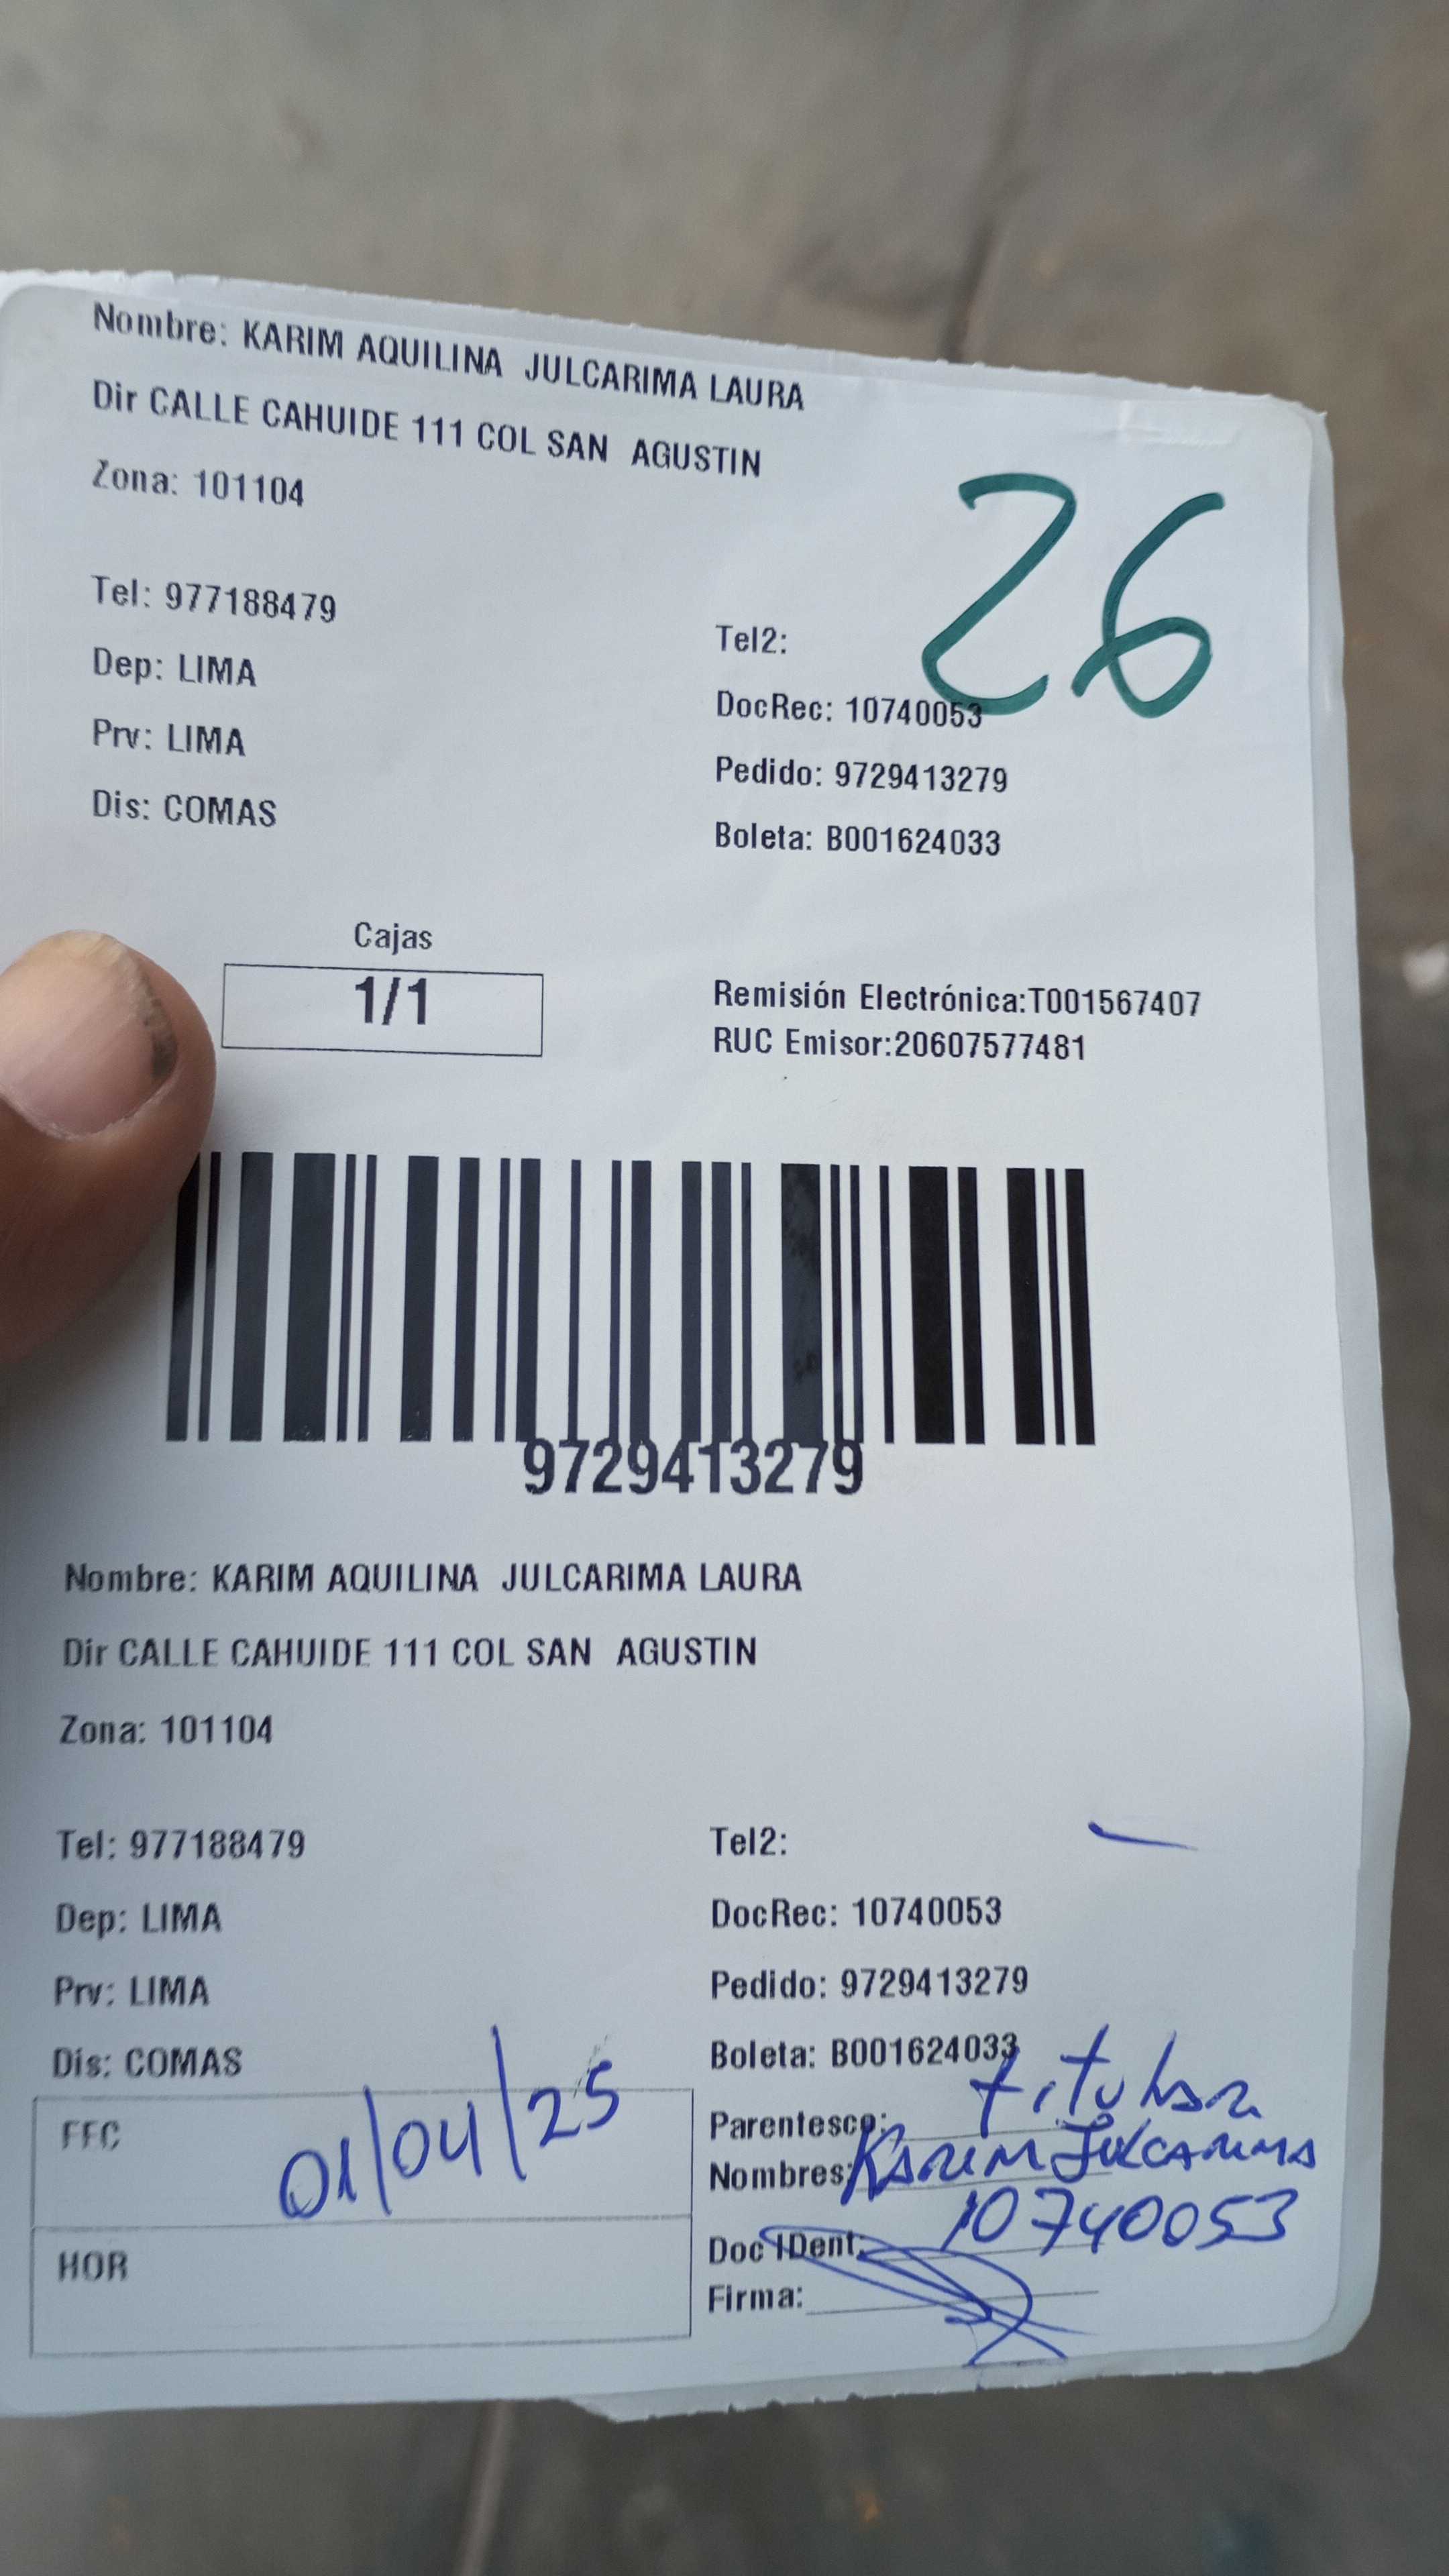 Nombre: KARIM AQUILINA JULCARIMA LAURA
Dir CALLE CAHUIDE 111 COL SAN AGUSTIN
Zona: 101104
26
Tel: 977188479
Tel2:
Dep: LIMA
DocRec: 10740053
Prv: LIMA
Pedido: 9729413279
Dis: COMAS
Boleta: B001624033
Cajas
1/1
Remisión Electrónica:T001567407
RUC Emisor:20607577481
9729413279
Nombre: KARIM AQUILINA JULCARIMA LAURA
Dir CALLE CAHUIDE 111 COL SAN AGUSTIN
Zona: 101104
Tel: 977188479
Tel2:
Dep: LIMA
DocRec: 10740053
Prv: LIMA
Pedido: 9729413279
Dis: COMAS
Boleta: B001624033
FFC 01/04/25
HOR
Parentesco:
Nombres: KARIM JULCARIMA
Doc IDent: 10740053
Firma: